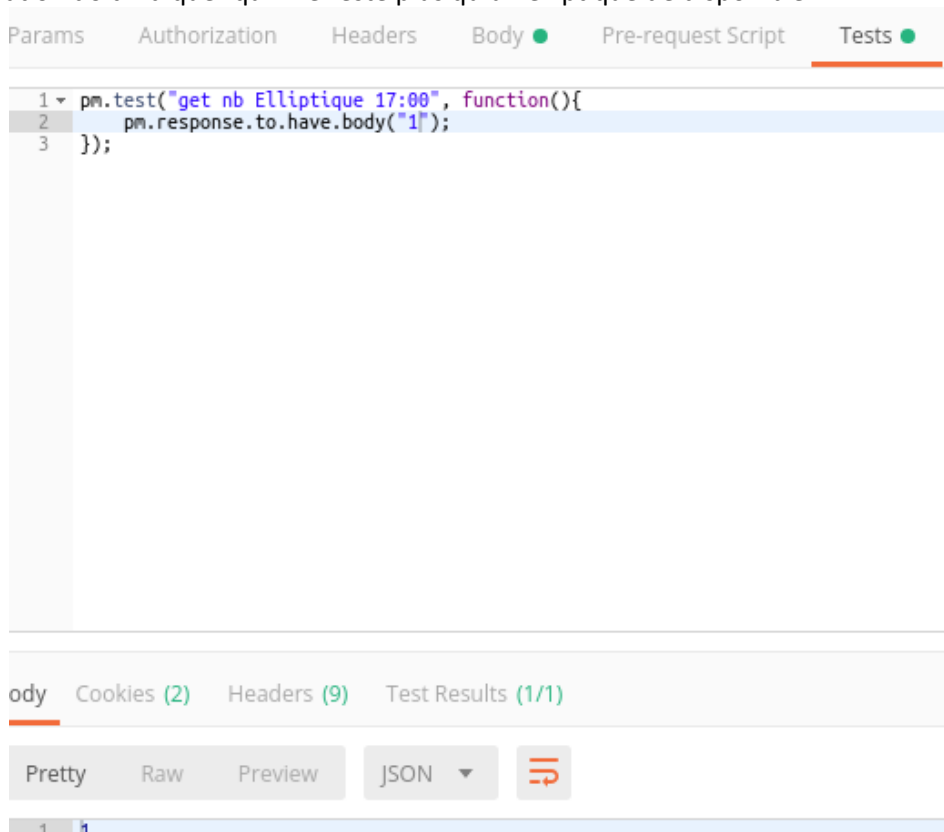 Params Authorization Headers Body Pre-request Script Tests
1 pm.test("get nb Elliptique 17:00", function(){
2 pm.response.to.have.body("1");
3 });
ody Cookies (2) Headers (9) Test Results (1/1)
Pretty Raw Preview JSON
1 1